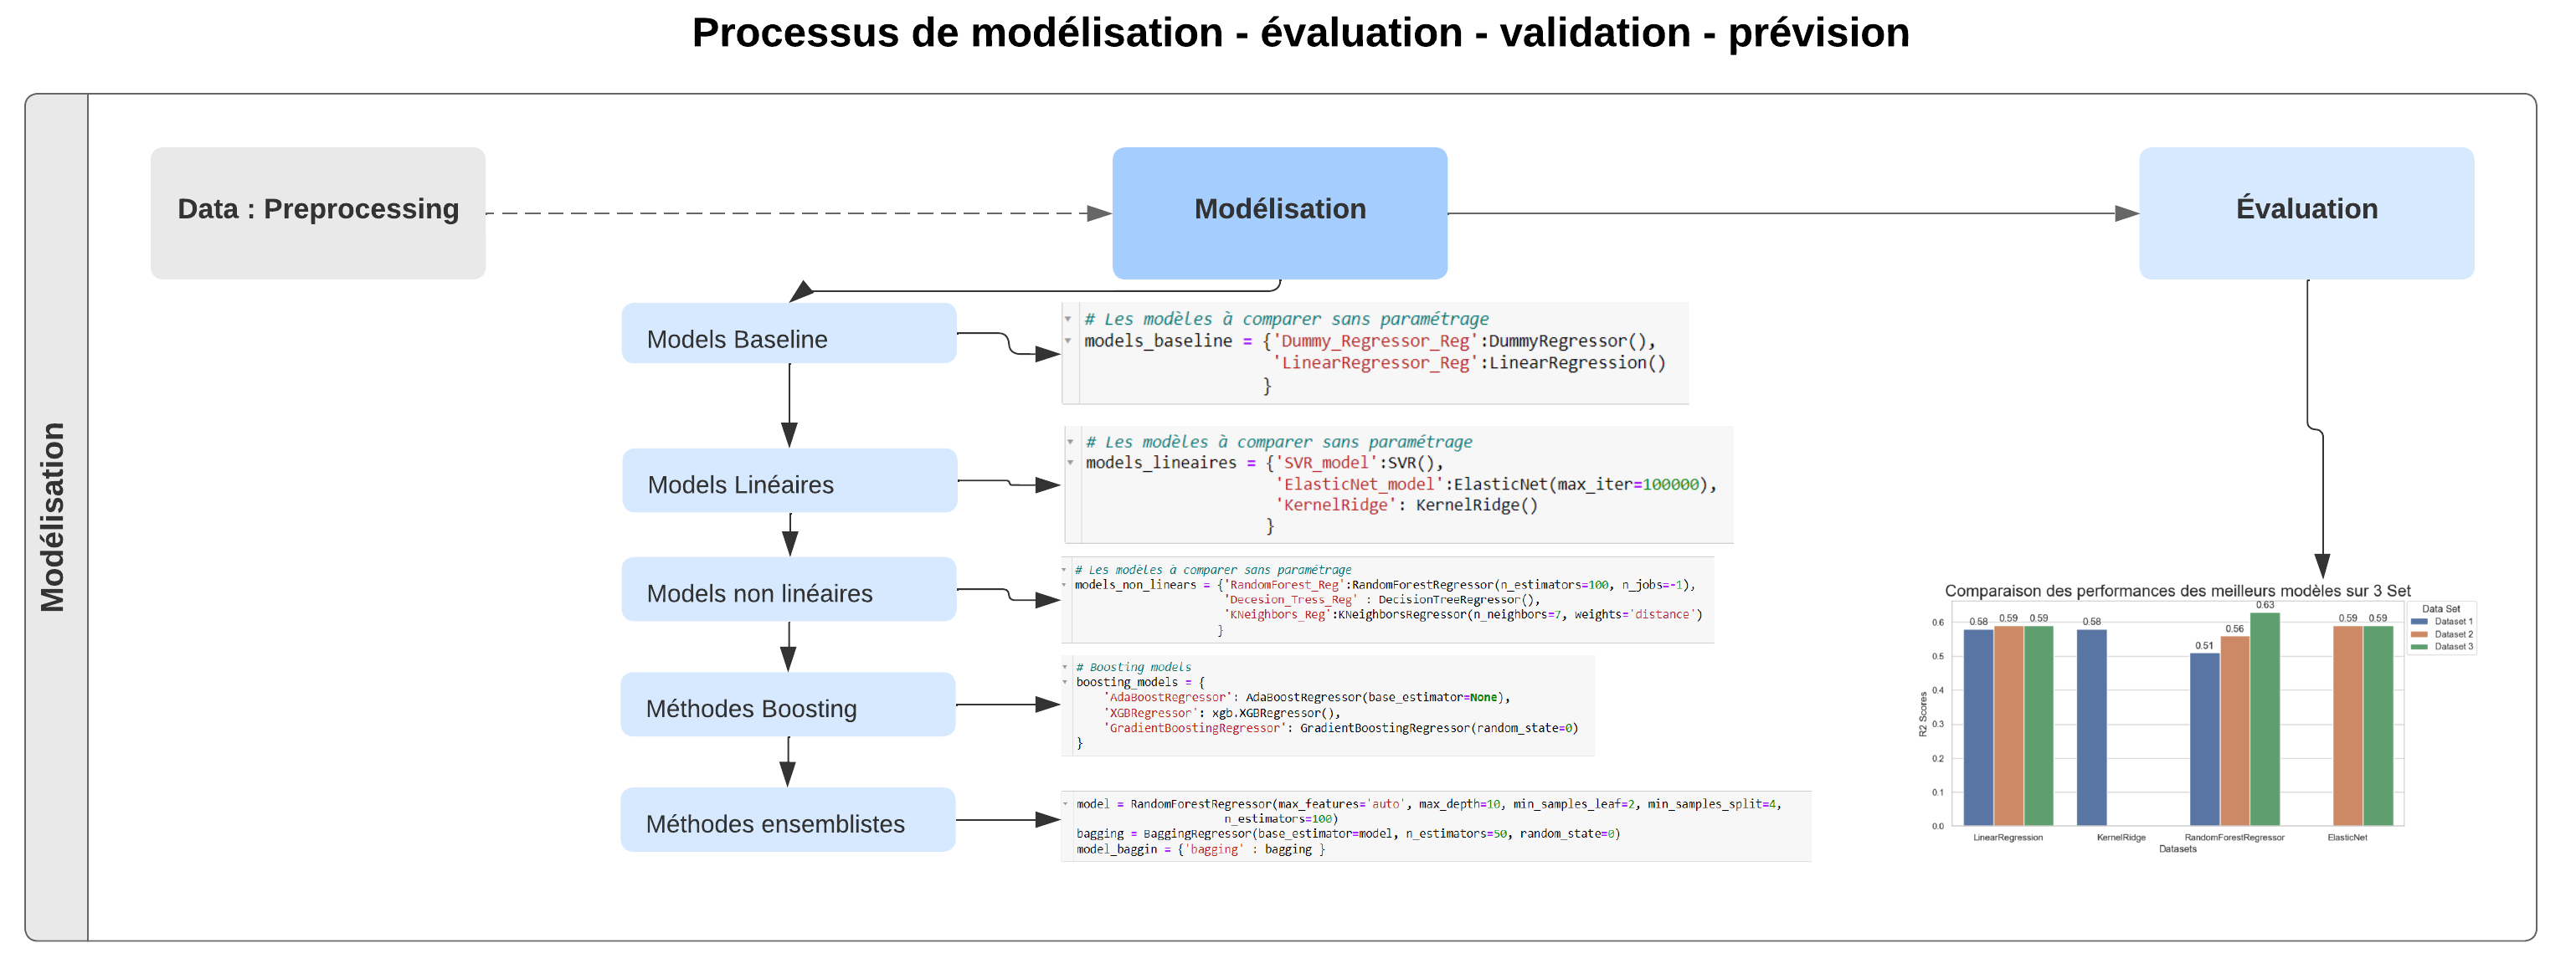 Processus de modélisation - évaluation - validation - prévision
Modélisation
Data : Preprocessing
Modélisation
Évaluation
Models Baseline
# Les modèles à comparer sans paramétrage
models_baseline = {'Dummy_Regressor_Reg':DummyRegressor(),
'LinearRegressor_Reg':LinearRegression()
}
Models Linéaires
# Les modèles à comparer sans paramétrage
models_lineaires = {'SVR_model':SVR(),
'ElasticNet_model':ElasticNet(max_iter=100000),
'KernelRidge': KernelRidge()
}
Models non linéaires
# Les modèles à comparer sans paramétrage
models_non_linears = {'RandomForest_Reg':RandomForestRegressor(n_estimators=100, n_jobs=-1),
'Decesion_Tress_Reg' : DecisionTreeRegressor(),
'KNeighbors_Reg':KNeighborsRegressor(n_neighbors=7, weights='distance')
}
Méthodes Boosting
# Boosting models
boosting_models = {
'AdaBoostRegressor': AdaBoostRegressor(base_estimator=None),
'XGBRegressor': xgb.XGBRegressor(),
'GradientBoostingRegressor': GradientBoostingRegressor(random_state=0)
}
Méthodes ensemblistes
model = RandomForestRegressor(max_features='auto', max_depth=10, min_samples_leaf=2, min_samples_split=4,
n_estimators=100)
bagging = BaggingRegressor(base_estimator=model, n_estimators=50, random_state=0)
model_baggin = {'bagging' : bagging }
Comparaison des performances des meilleurs modèles sur 3 Set
Data Set
Dataset 1
Dataset 2
Dataset 3
0.58 0.59 0.59
0.58
0.51 0.56 0.63
0.59 0.59
R2 Scores
0.6
0.5
0.4
0.3
0.2
0.1
0.0
LinearRegression KernelRidge RandomForestRegressor ElasticNet
Datasets